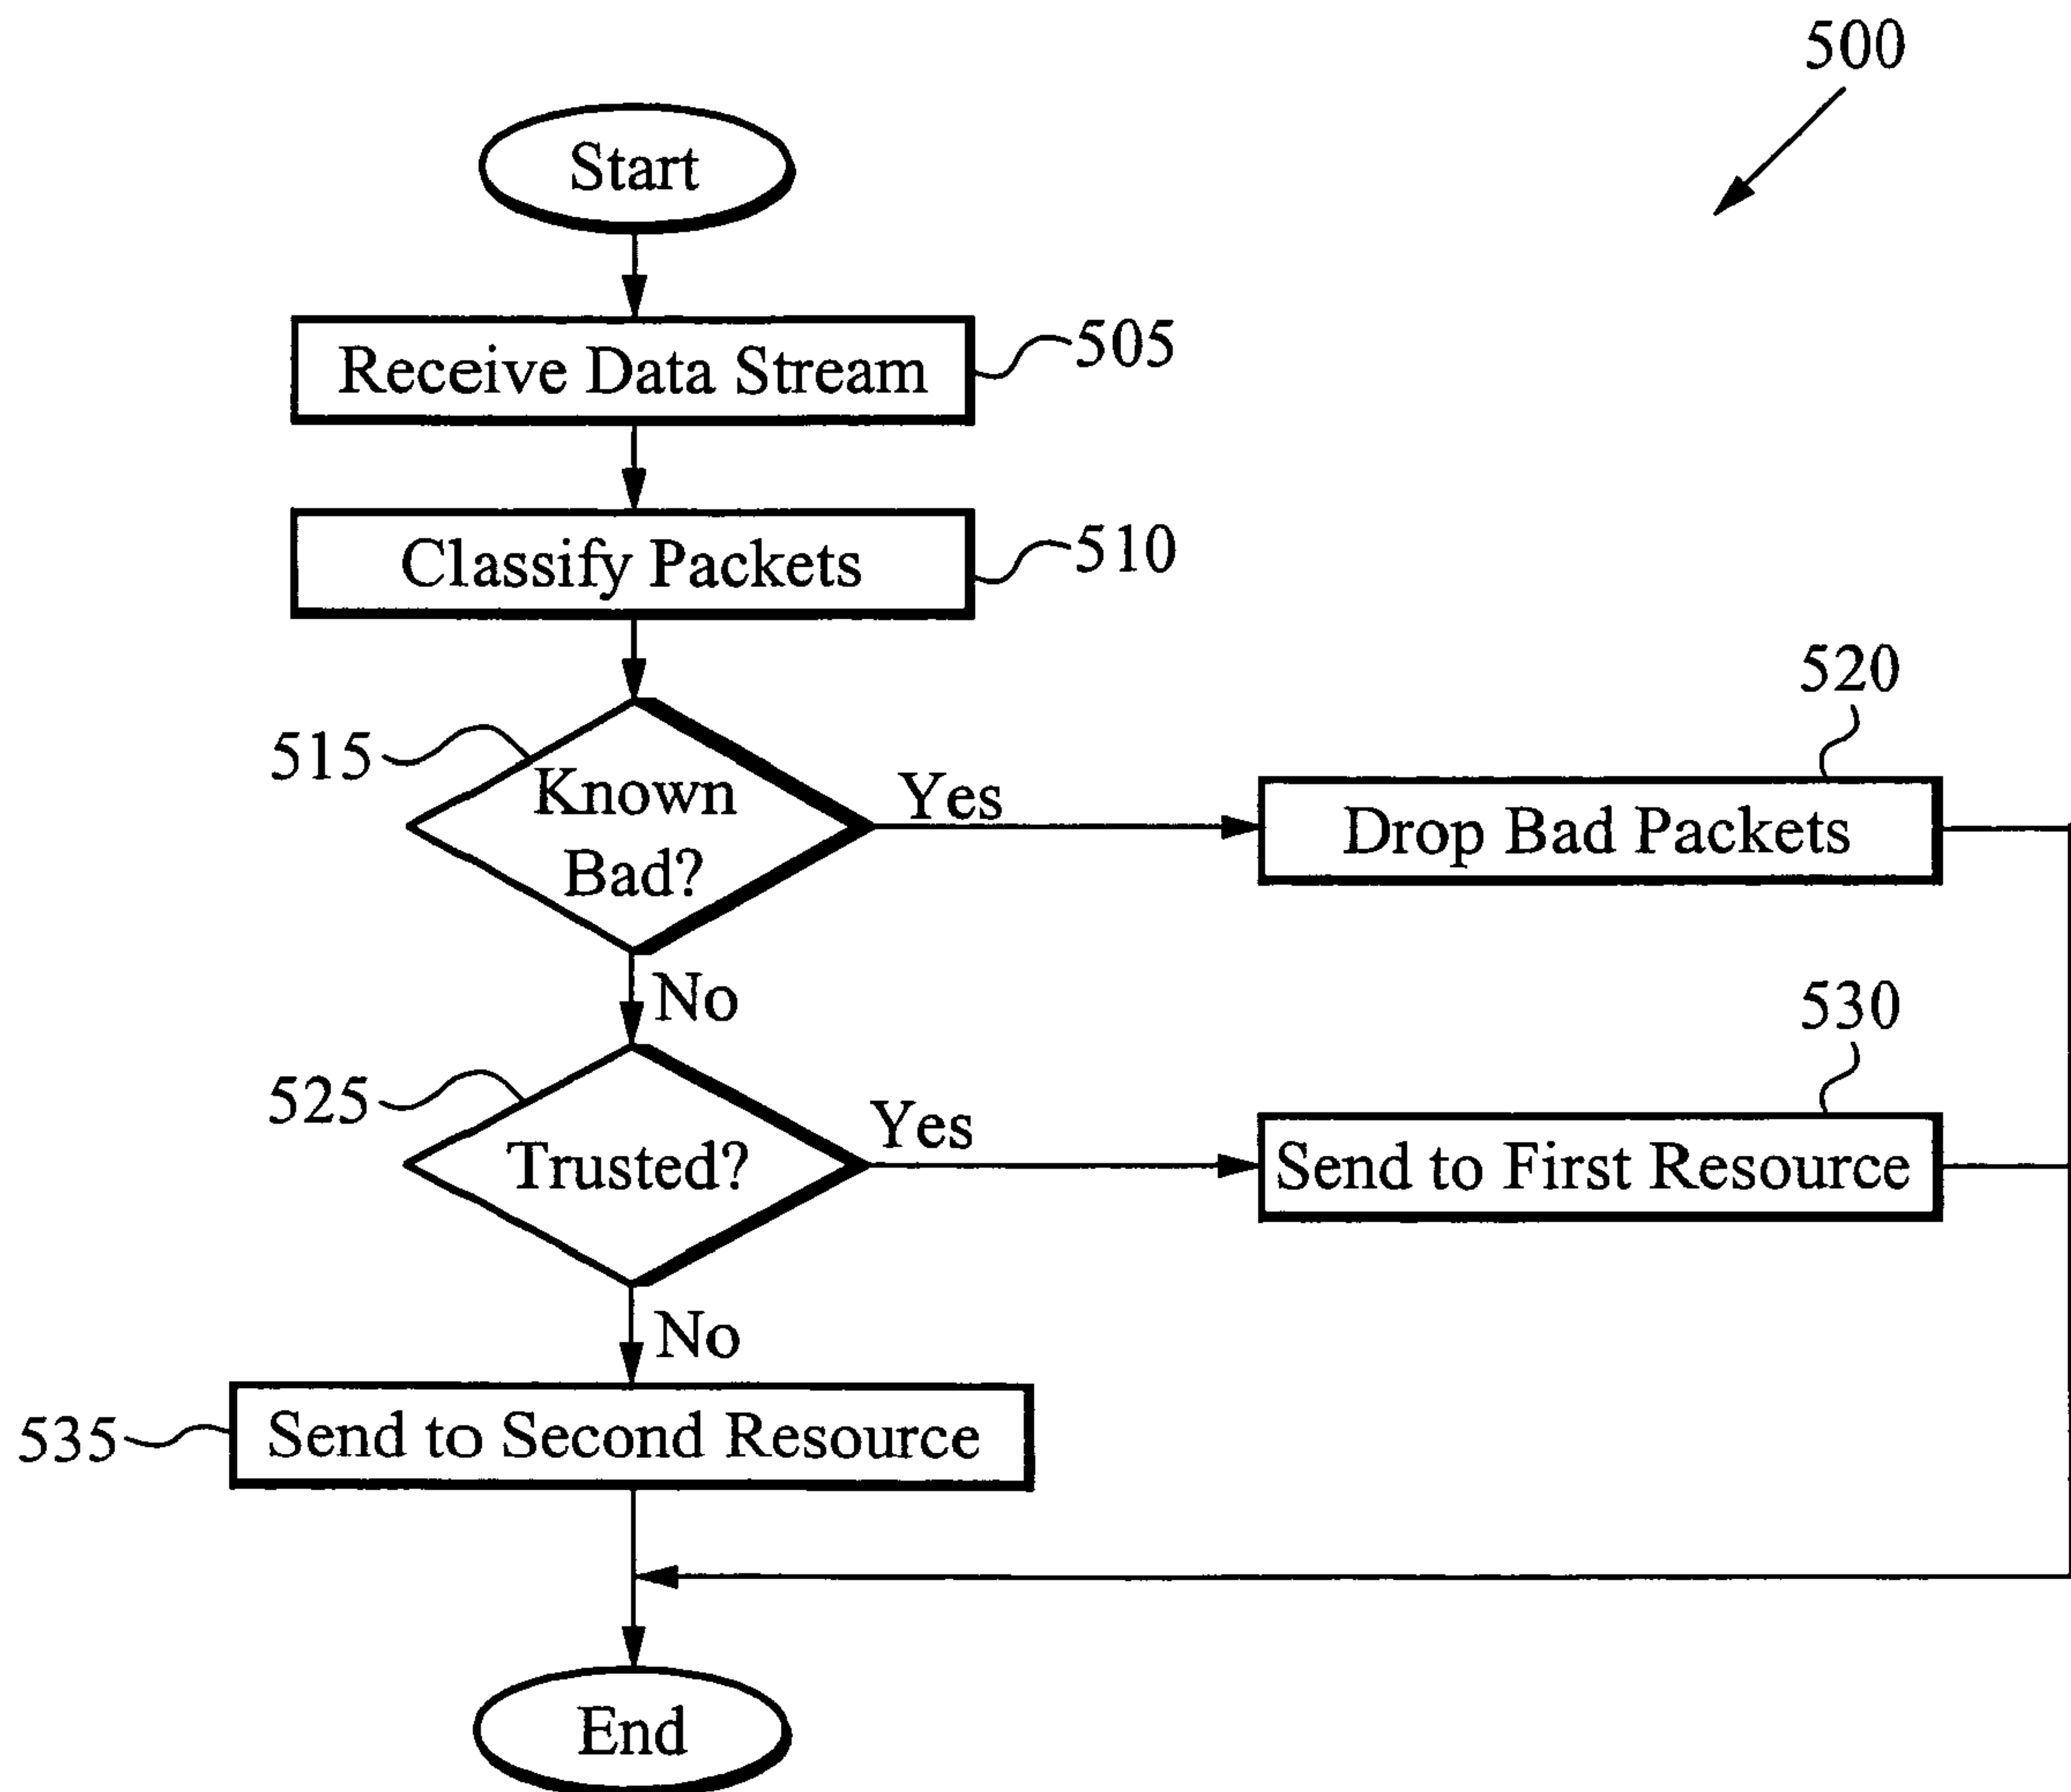 500
Start
Receive Data Stream
505
Classify Packets
510
515
Known
Bad?
Yes
520
Drop Bad Packets
No
525
Trusted?
Yes
530
Send to First Resource
No
535
Send to Second Resource
End